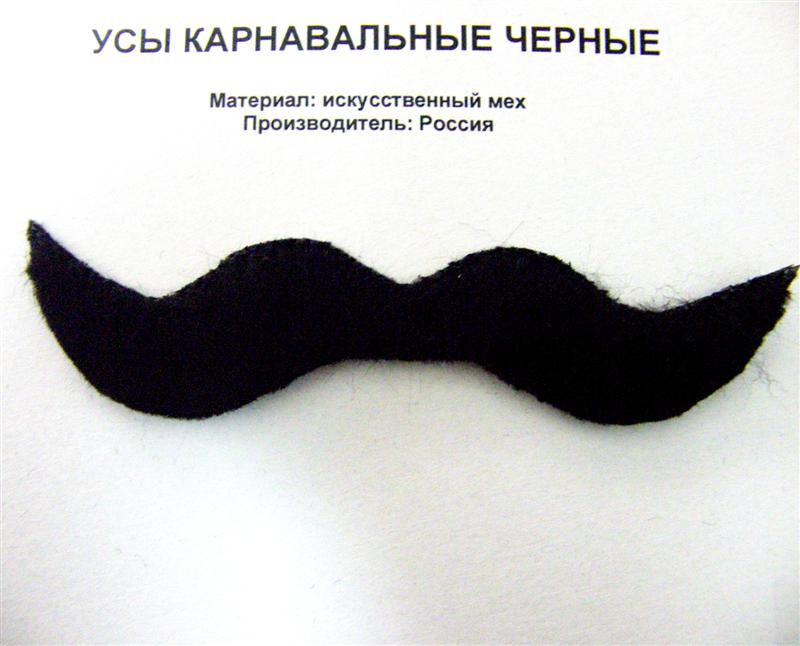 УСЫ КАРНАВАЛЬНЫЕ ЧЕРНЫЕ
Материал: искусственный мех
Производитель: Россия